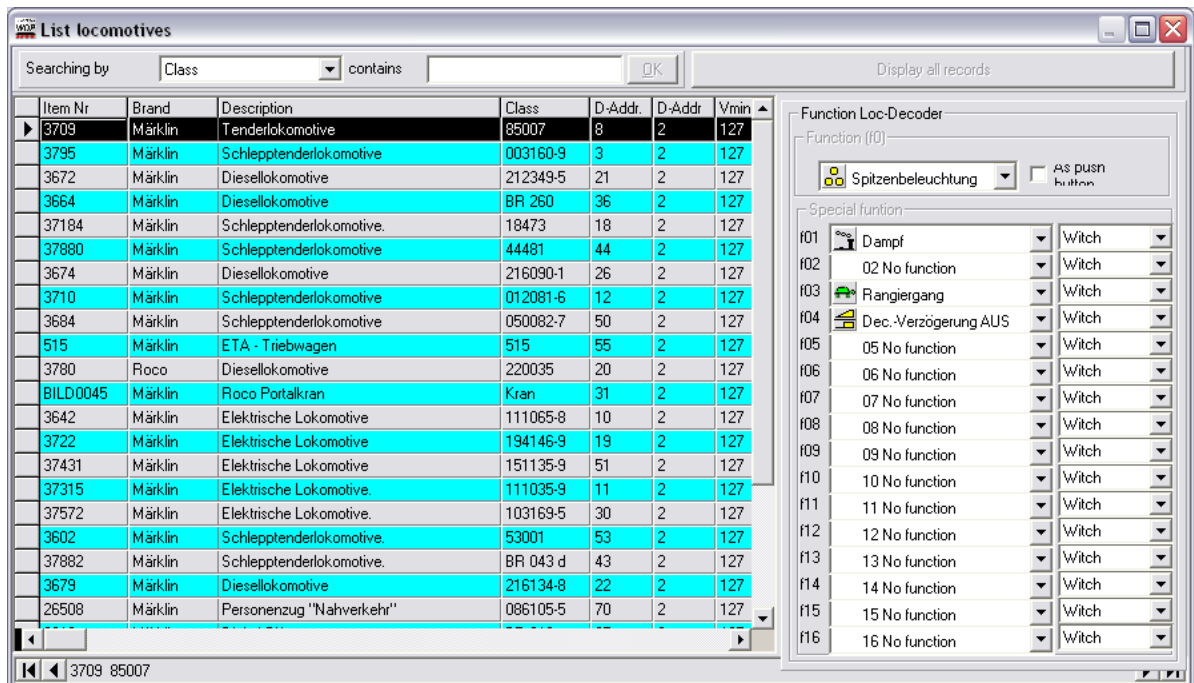 List locomotives
Searching by Class contains OK Display all records
Item Nr Brand Description Class D-Addr. D-Addr Vmin
3709 Märklin Tenderlokomotive 85007 8 2 127
3795 Märklin Schlepptenderlokomotive 003160-9 3 2 127
3672 Märklin Diesellokomotive 212349-5 21 2 127
3664 Märklin Diesellokomotive BR 260 36 2 127
37184 Märklin Schlepptenderlokomotive. 18473 18 2 127
37880 Märklin Schlepptenderlokomotive 44481 44 2 127
3674 Märklin Diesellokomotive 216090-1 26 2 127
3710 Märklin Schlepptenderlokomotive 012081-6 12 2 127
3684 Märklin Schlepptenderlokomotive 050082-7 50 2 127
515 Märklin ETA - Triebwagen 515 55 2 127
3780 Roco Diesellokomotive 220035 20 2 127
BILD0045 Märklin Roco Portalkran Kran 31 2 127
3642 Märklin Elektrische Lokomotive 111065-8 10 2 127
3722 Märklin Elektrische Lokomotive 194146-9 19 2 127
37431 Märklin Elektrische Lokomotive 151135-9 51 2 127
37315 Märklin Elektrische Lokomotive. 111035-9 11 2 127
37572 Märklin Elektrische Lokomotive. 103169-5 30 2 127
3602 Märklin Schlepptenderlokomotive. 53001 53 2 127
37882 Märklin Schlepptenderlokomotive. BR 043 d 43 2 127
3679 Märklin Diesellokomotive 216134-8 22 2 127
26508 Märklin Personenzug "Nahverkehr" 086105-5 70 2 127
3709 85007
Function Loc-Decoder
Function (f0)
Spitzenbeleuchtung As push
button
Special funtion
f01 Dampf Witch
f02 02 No function Witch
f03 Rangiergang Witch
f04 Dec.-Verzögerung AUS Witch
f05 05 No function Witch
f06 06 No function Witch
f07 07 No function Witch
f08 08 No function Witch
f09 09 No function Witch
f10 10 No function Witch
f11 11 No function Witch
f12 12 No function Witch
f13 13 No function Witch
f14 14 No function Witch
f15 15 No function Witch
f16 16 No function Witch